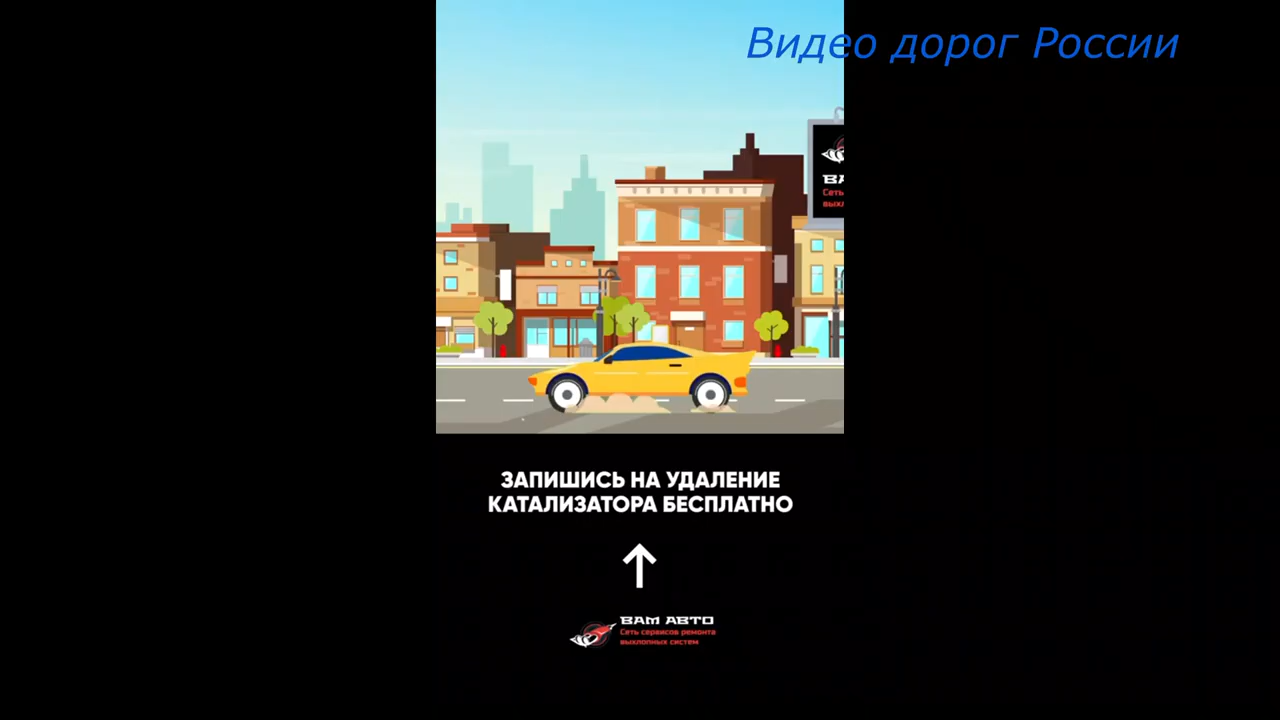 Видео дорог России
ЗАПИШИСЬ НА УДАЛЕНИЕ
КАТАЛИЗАТОРА БЕСПЛАТНО
ВАМ АВТО
Сеть сервисов ремонта
выхлопных систем